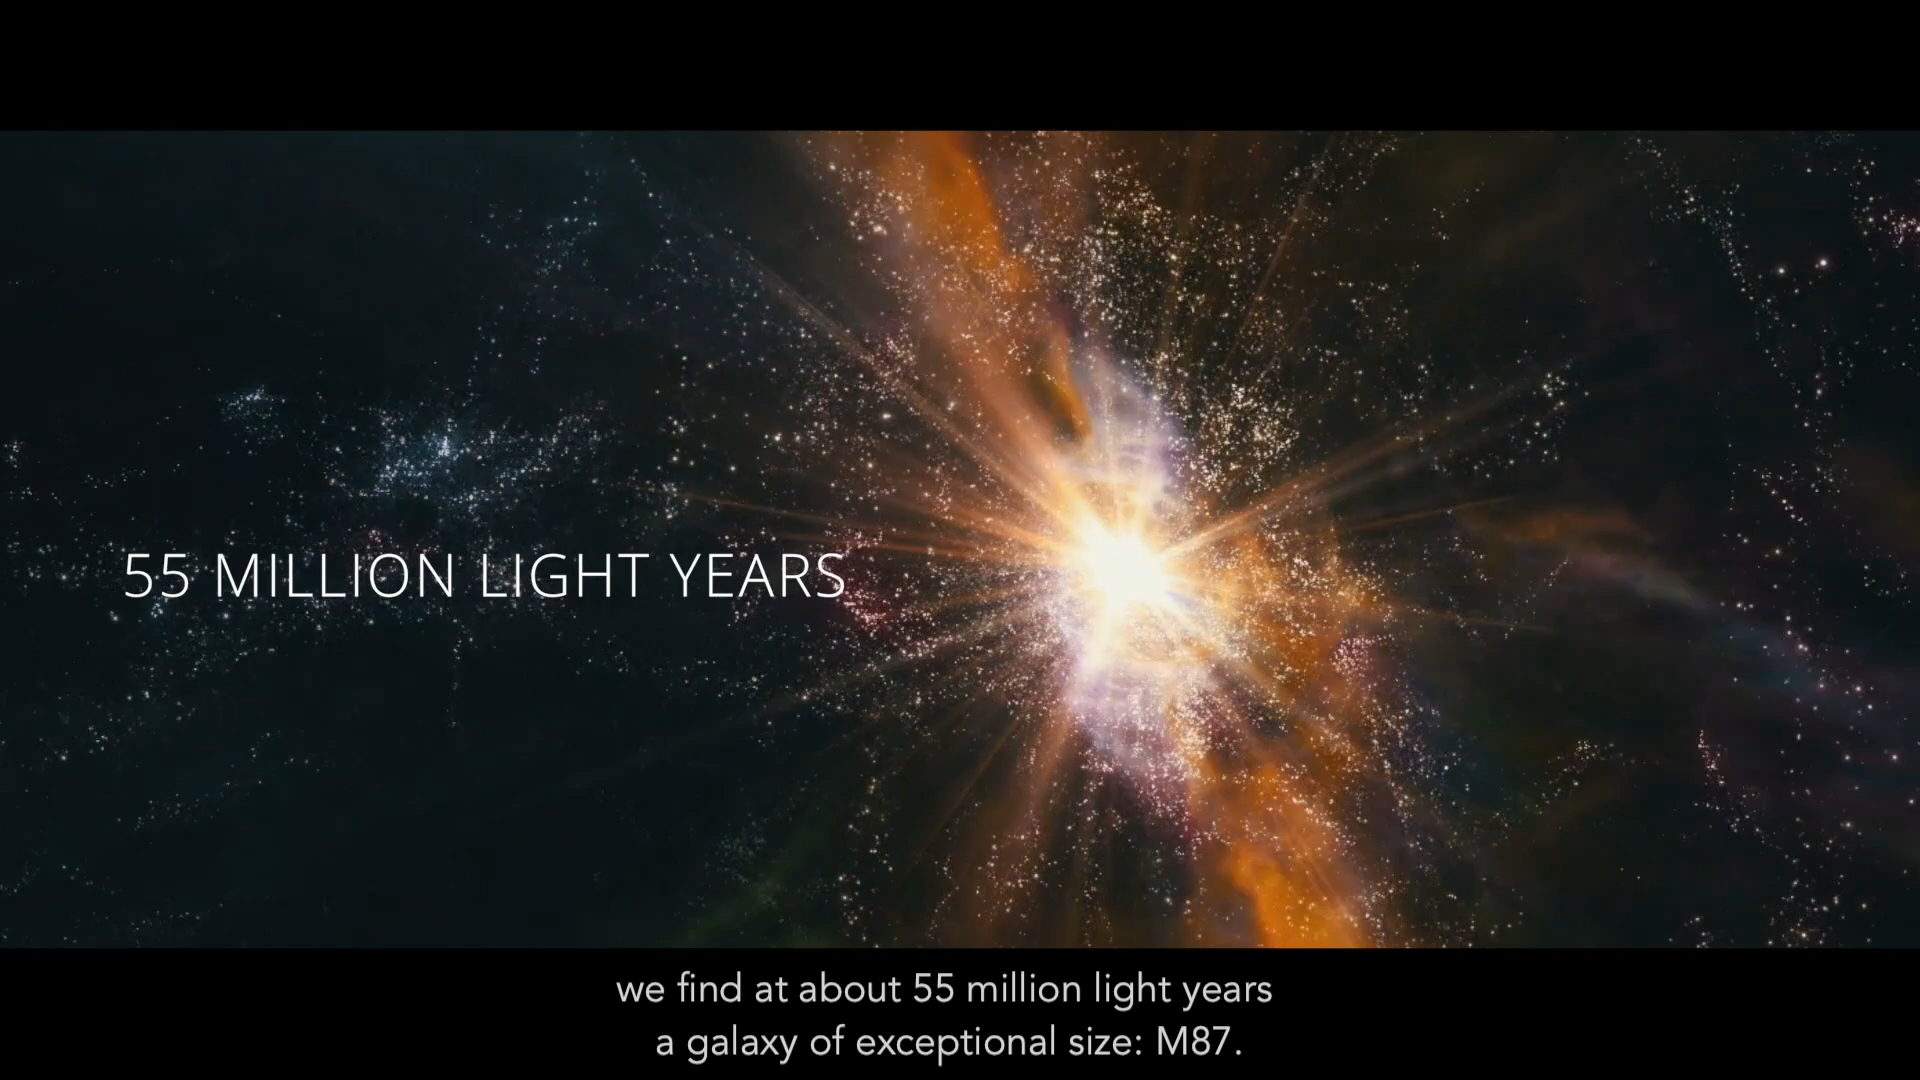 55 MILLION LIGHT YEARS
we find at about 55 million light years
a galaxy of exceptional size: M87.